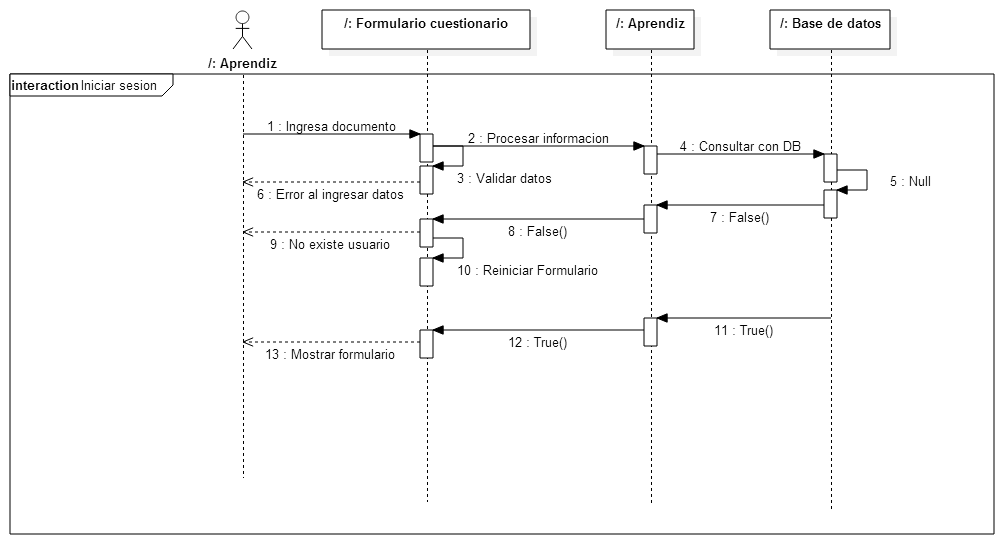 /: Formulario cuestionario
/: Aprendiz
/: Base de datos
/: Aprendiz
interaction Iniciar sesion
1 : Ingresa documento
2 : Procesar informacion
4 : Consultar con DB
3 : Validar datos
5 : Null
6 : Error al ingresar datos
7 : False()
8 : False()
9 : No existe usuario
10 : Reiniciar Formulario
11 : True()
12 : True()
13 : Mostrar formulario